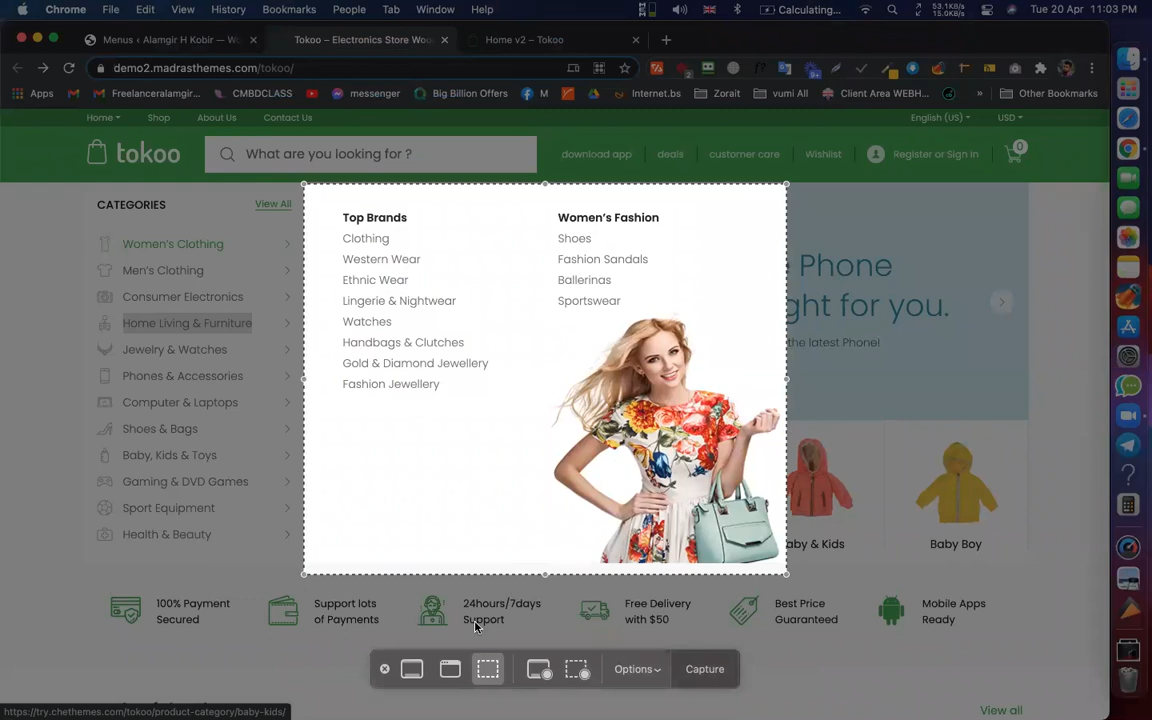 Chrome File Edit View History Bookmarks People Tab Window Help
53.1KB/s
15.0KB/s
Calculating...
Tue 20 Apr 11:03 PM
Menus ‹ Alamgir H Kobir — W
Tokoo – Electronics Store Woo
Home v2 – Tokoo
demo2.madrasthemes.com/tokoo/
Apps
Freelanceralamgir...
CMBDCLASS
messenger
Big Billion Offers
M
Internet.bs
Zorait
vumi All
Client Area WEBH...
»
Other Bookmarks
Home
Shop
About Us
Contact Us
English (US)
USD
tokoo
What are you looking for ?
download app
deals
customer care
Wishlist
Register or Sign in
0
CATEGORIES
View All
Women's Clothing
Men's Clothing
Consumer Electronics
Home Living & Furniture
Jewelry & Watches
Phones & Accessories
Computer & Laptops
Shoes & Bags
Baby, Kids & Toys
Gaming & DVD Games
Sport Equipment
Health & Beauty
Top Brands
Clothing
Western Wear
Ethnic Wear
Lingerie & Nightwear
Watches
Handbags & Clutches
Gold & Diamond Jewellery
Fashion Jewellery
Women's Fashion
Shoes
Fashion Sandals
Ballerinas
Sportswear
Phone
ght for you.
the latest Phone!
aby & Kids
Baby Boy
100% Payment
Secured
Support lots
of Payments
24hours/7days
Support
Free Delivery
with $50
Best Price
Guaranteed
Mobile Apps
Ready
Options
Capture
https://try.chethemes.com/tokoo/product-category/baby-kids/
View all